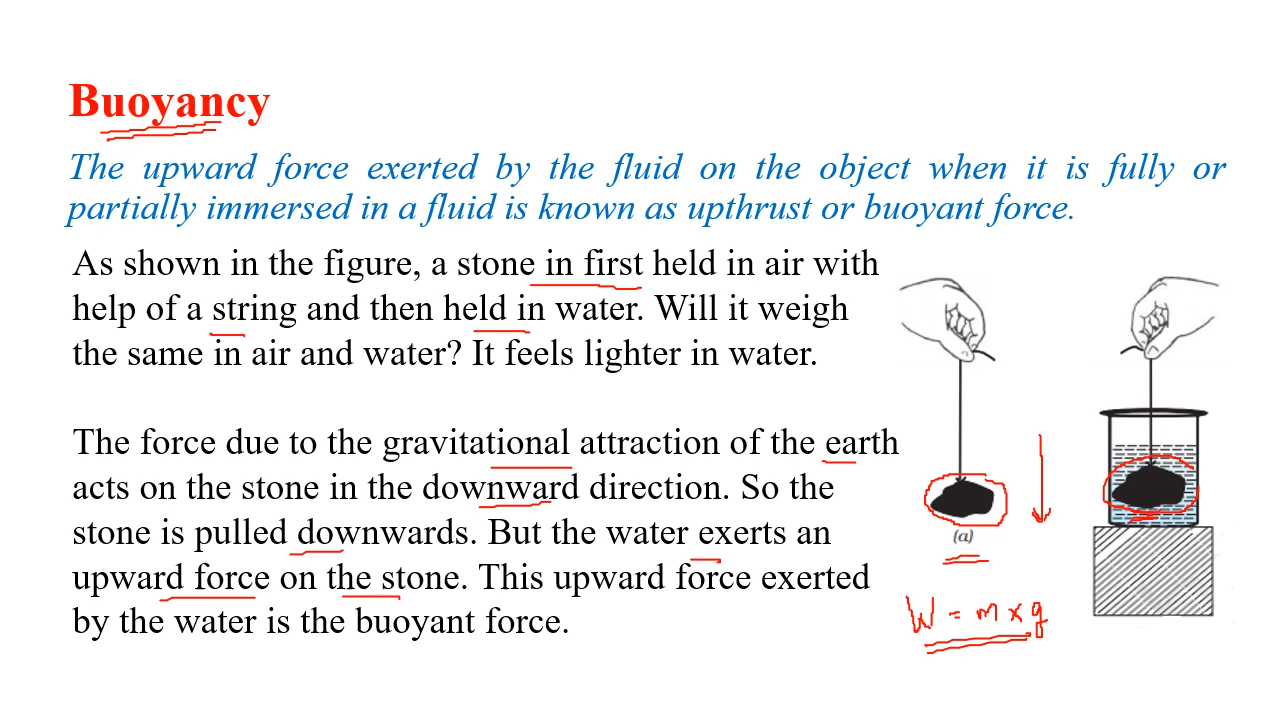 Buoyancy
The upward force exerted by the fluid on the object when it is fully or
partially immersed in a fluid is known as upthrust or buoyant force.
As shown in the figure, a stone in first held in air with
help of a string and then held in water. Will it weigh
the same in air and water? It feels lighter in water.
The force due to the gravitational attraction of the earth
acts on the stone in the downward direction. So the
stone is pulled downwards. But the water exerts an
upward force on the stone. This upward force exerted
by the water is the buoyant force.
(a)
W = m × g